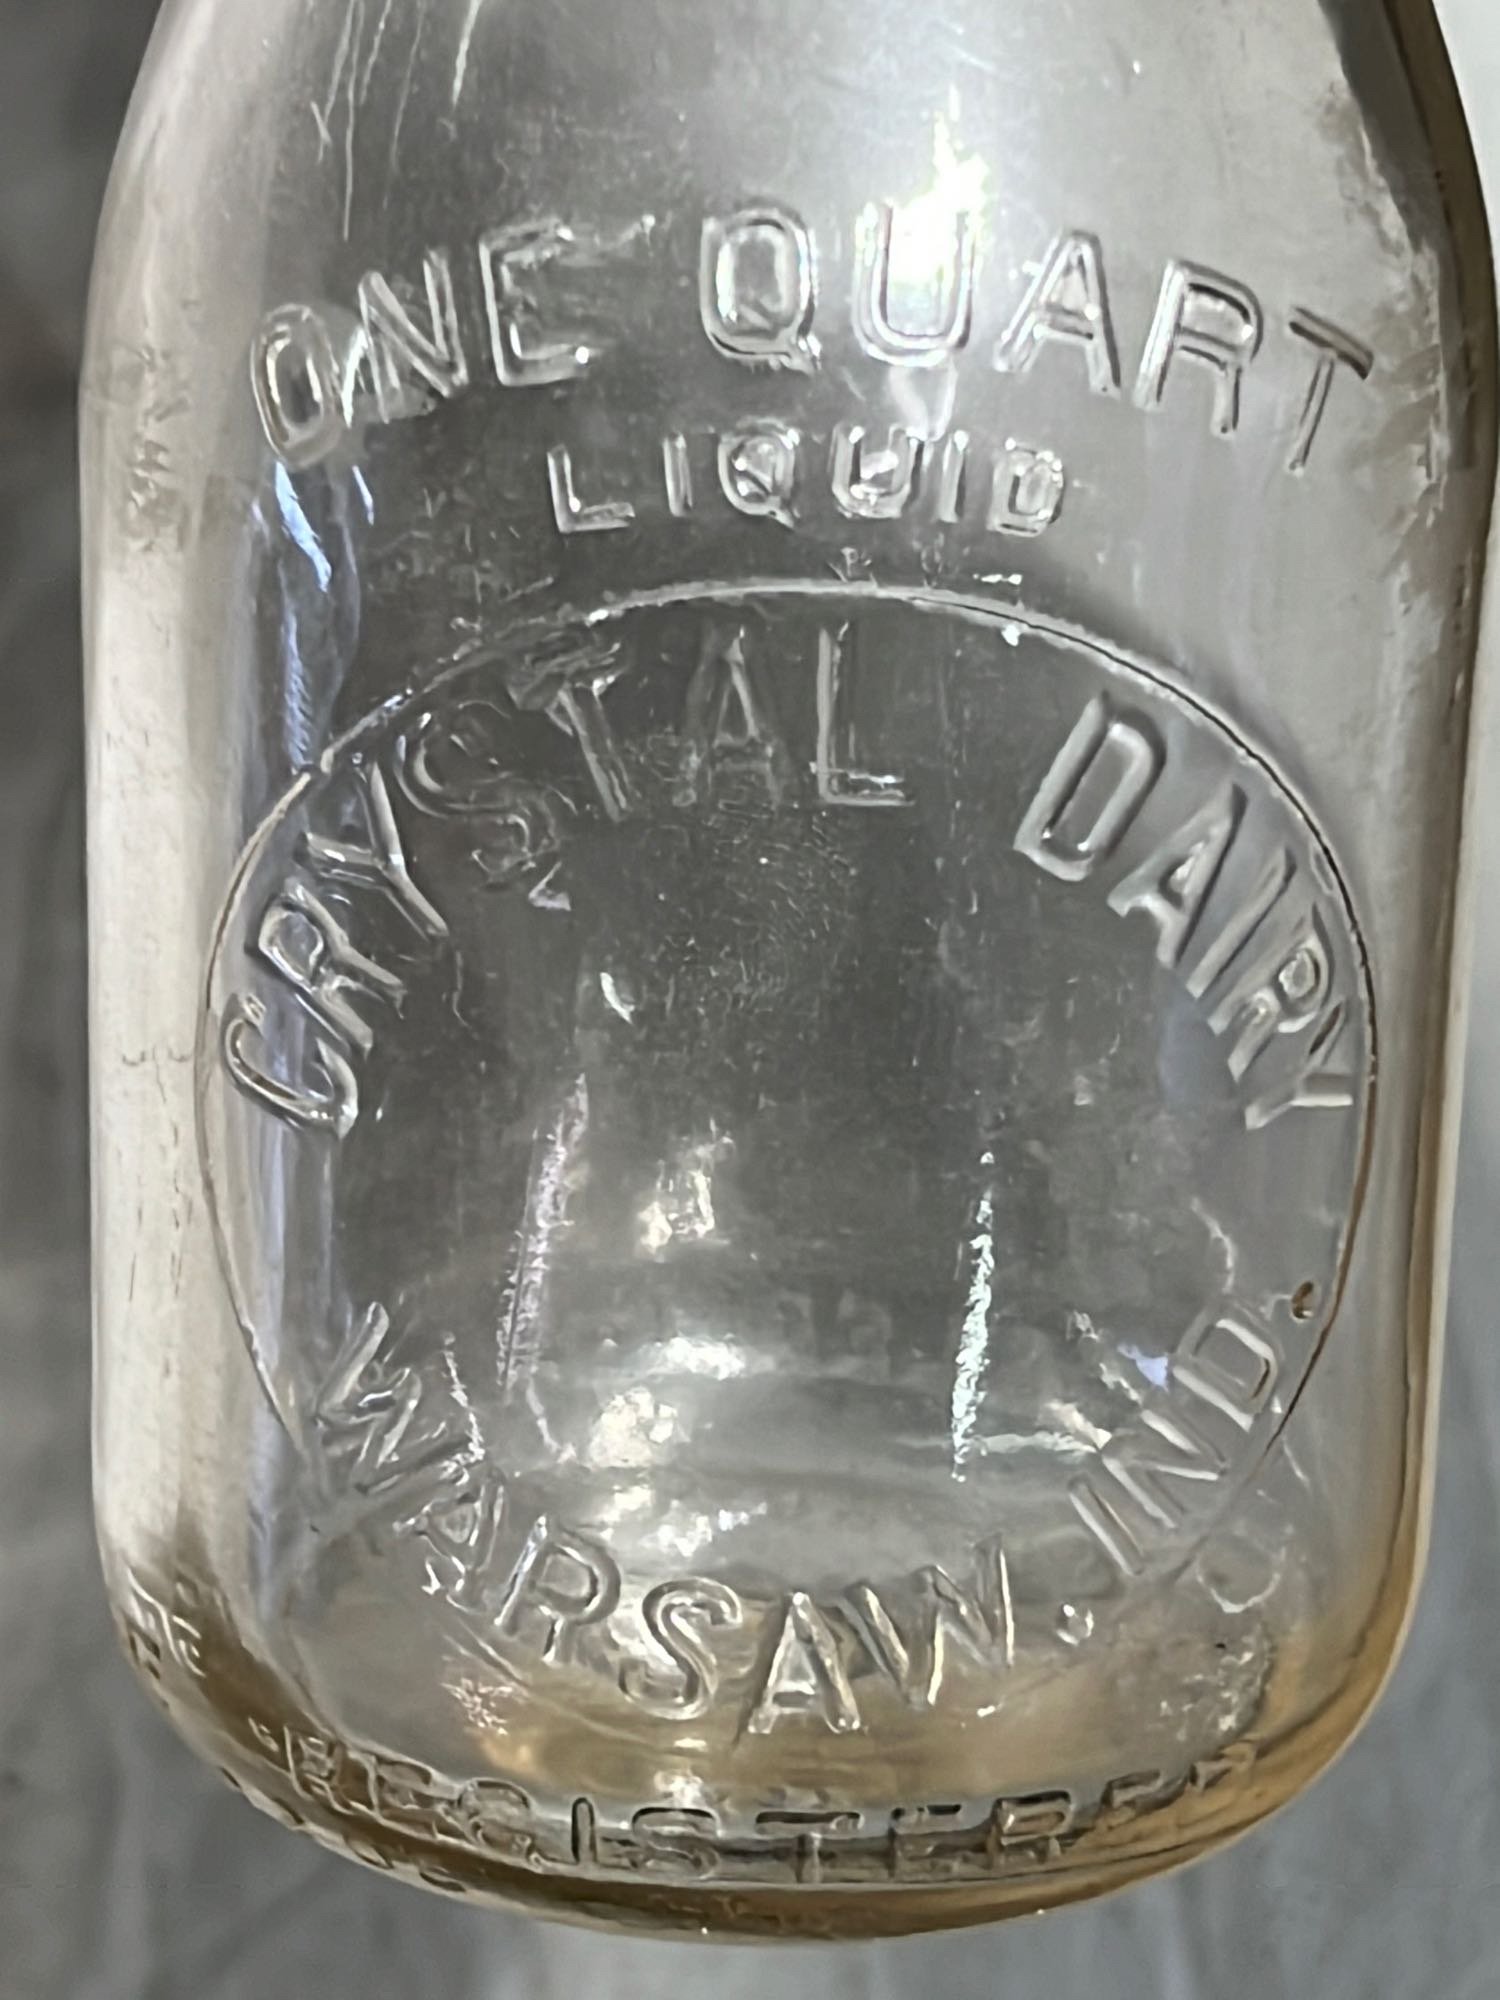 ONE QUART
LIQUID
CRYSTAL DAIRY
WARSAW. IND.
REGISTERED